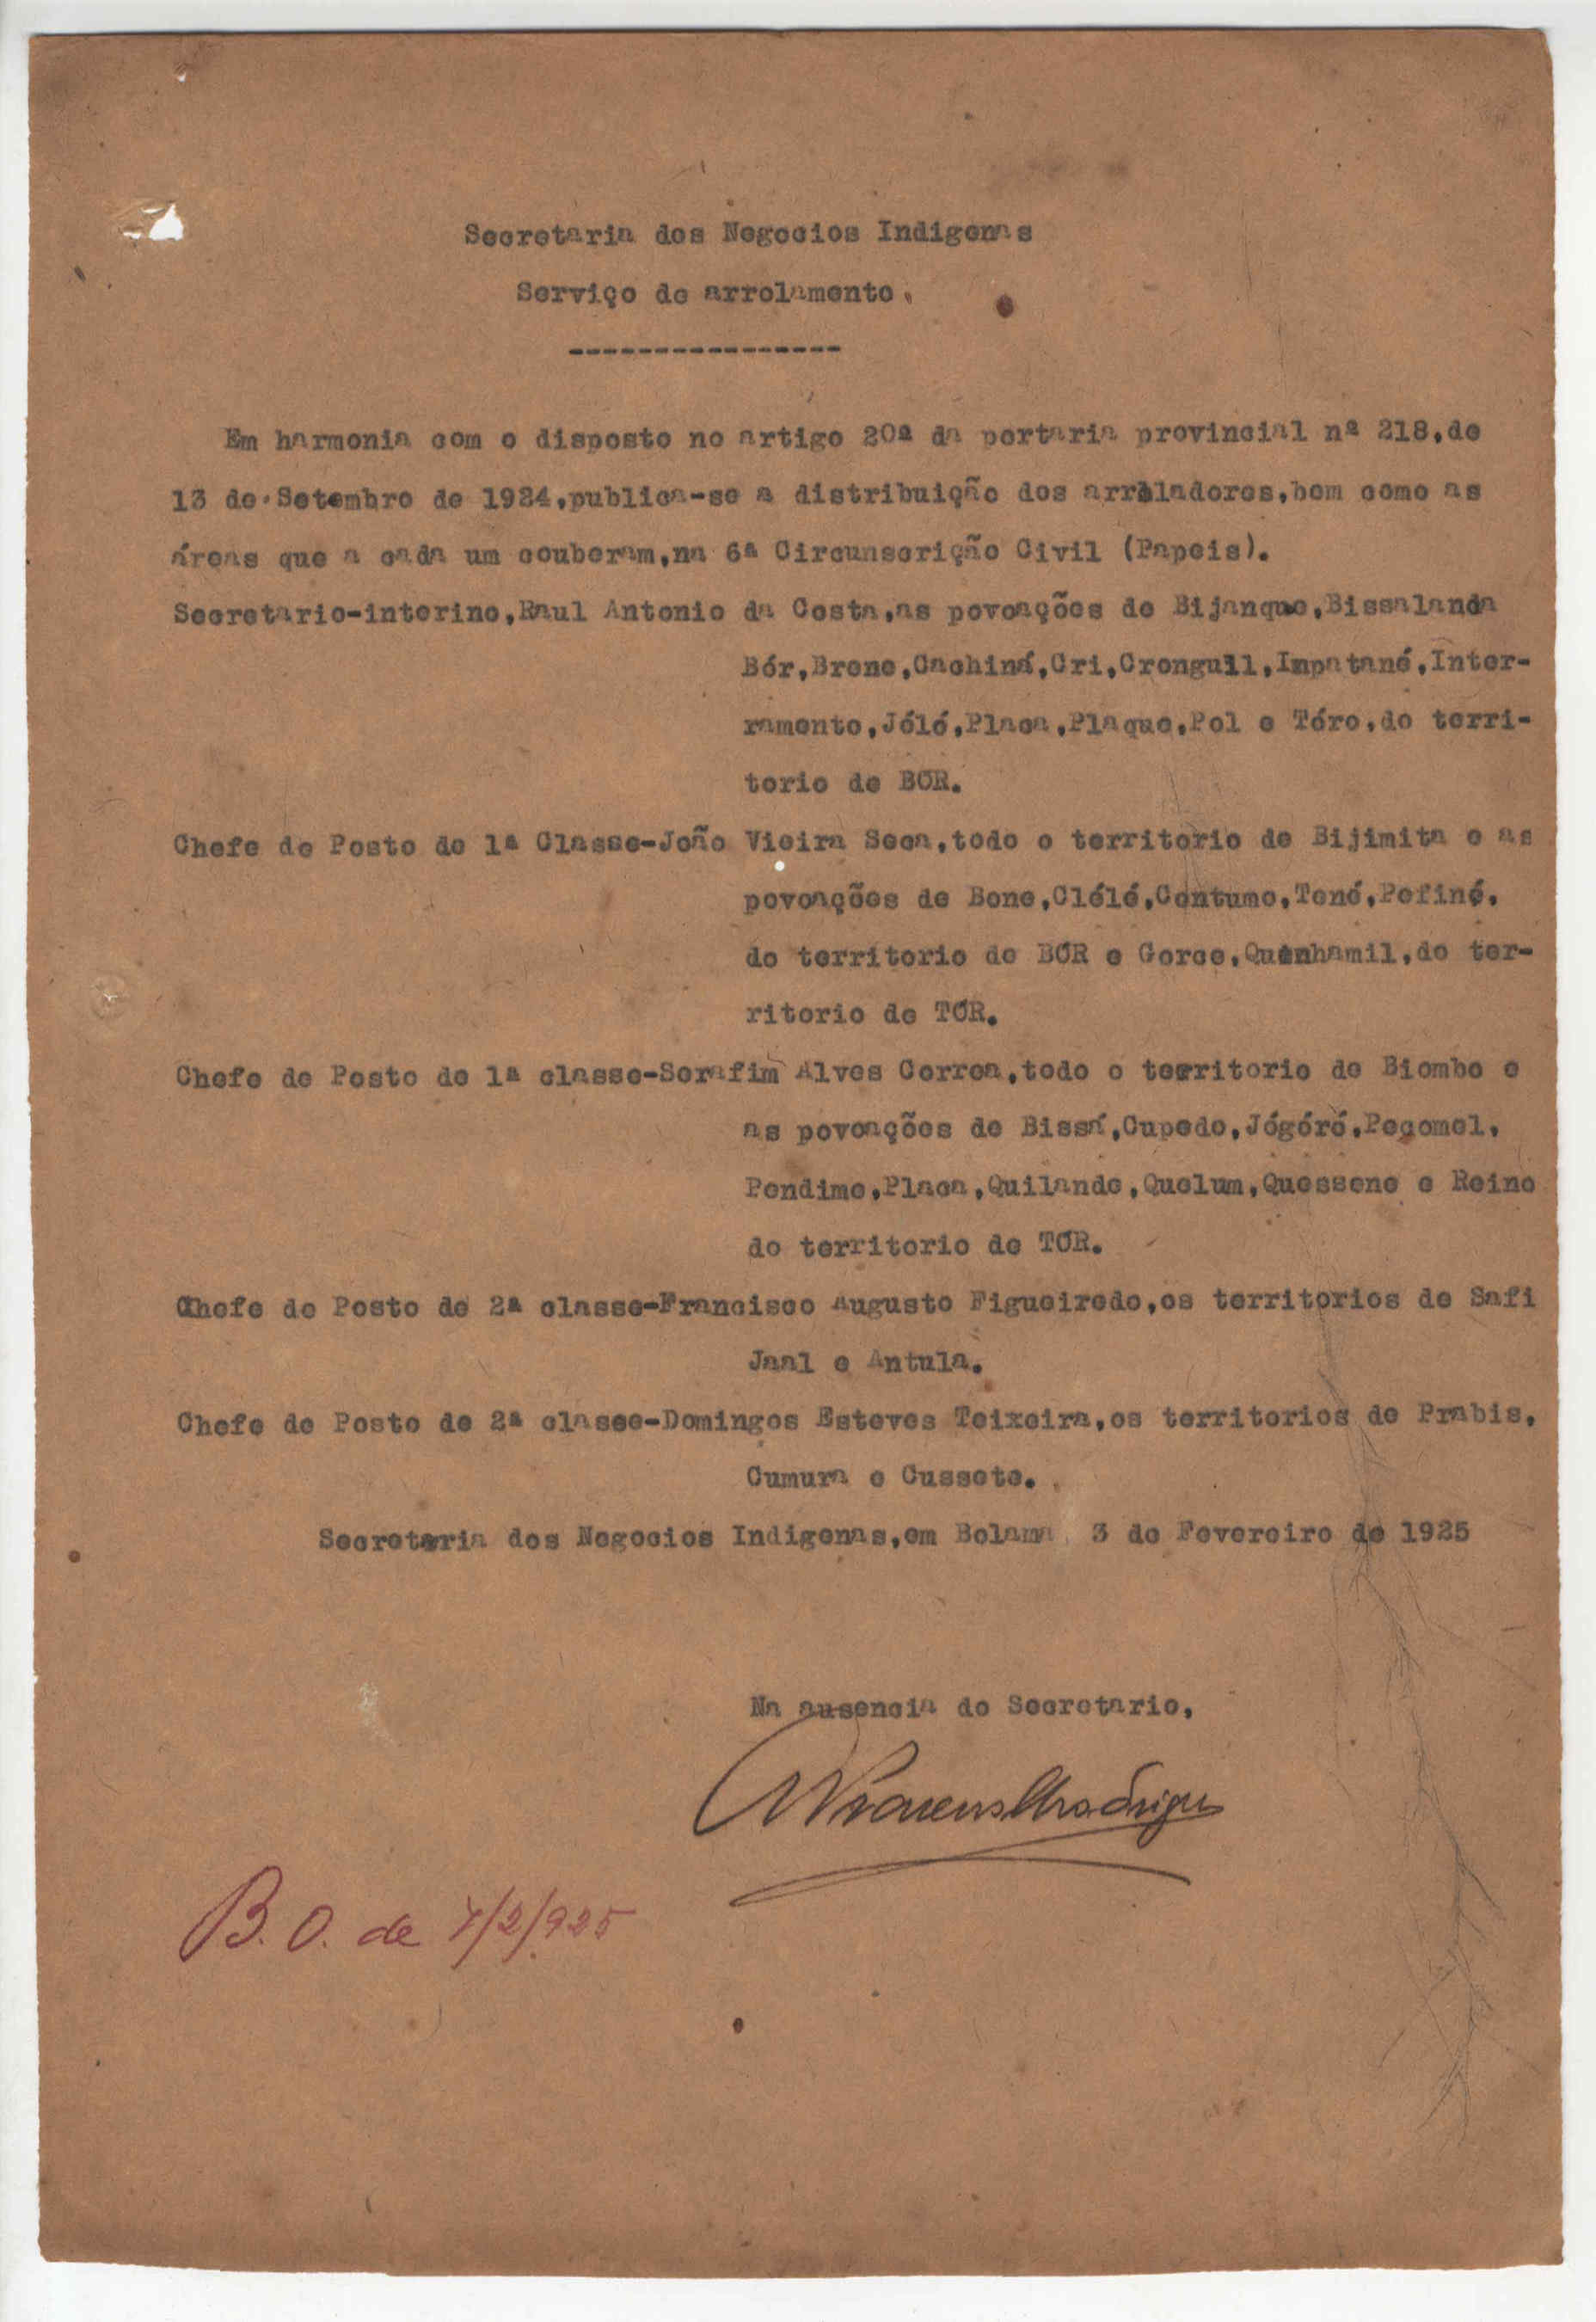 Secretaria dos Negocios Indigenas
Serviço de arrolamento.
----------------
Em harmonia com o disposto no artigo 20ª da portaria provincial nª 218,de
13 de Setembro de 1924,publica-se a distribuição dos arroladores,bem como as
áreas que a cada um couberam,na 6ª Circunscrição Civil (Papeis).
Secretario-interino,Raul Antonio da Costa,as povoações de Bijanque,Bissalanda
Bór,Brene,Cachiná,Cri,Crongull,Impatané,Inter-
ramento,Jóló,Placa,Plaque,Pol e Tóro,do terri-
torio de BÓR.
Chefe de Posto de 1ª Classe-João Vieira Seca,todo o territorio de Bijimita e as
povoações de Bone,Clélé,Contume,Tené,Pefiné,
do territorio de BÓR e Gorce,Quenhamil,do ter-
ritorio de TÓR.
Chefe de Posto de 1ª classe-Serafim Alves Correa,todo o territorio de Biombo e
as povoações de Bissá,Cupedo,Jógóró,Peçomel,
Pendime,Placa,Quilande,Quelum,Quessene e Reino
do territorio de TÓR.
Chefe de Posto de 2ª classe-Francisco Augusto Figueiredo,os territorios de Safi
Jaal e Antula.
Chefe de Posto de 2ª classe-Domingos Esteves Teixeira,os territorios de Prabis,
Cumura e Cussete.
Secretaria dos Negocios Indigenas,em Bolama 3 de Fevereiro de 1925
Na ausencia do Secretario,
B. O. de 7/2/925